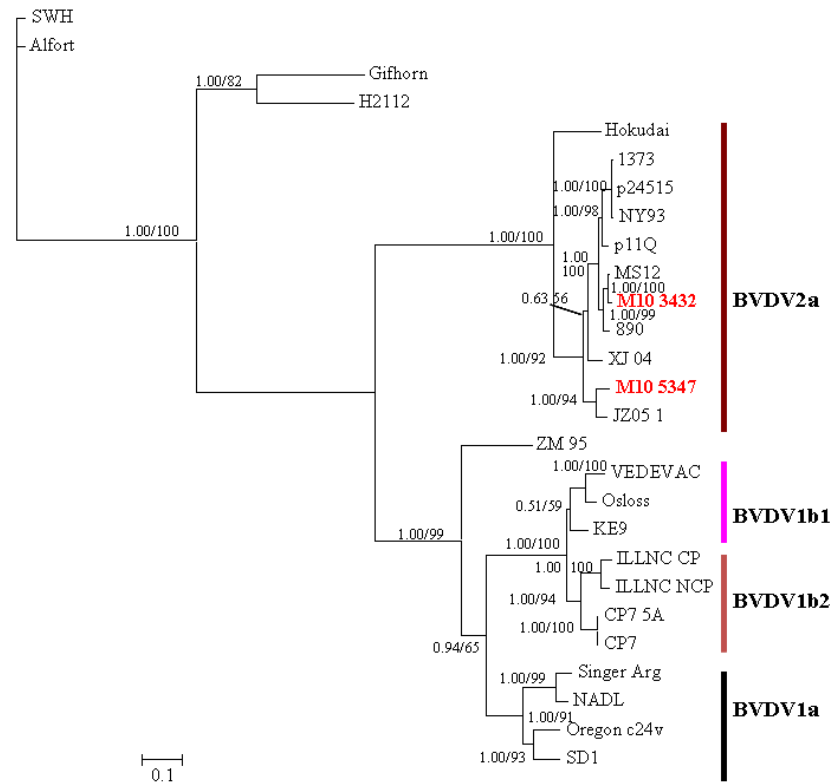 SWH
Alfort
1.00/82
Gifhorn
H2112
Hokudai
1373
1.00/100
p24515
1.00/98
NY93
1.00/100
1.00/100
p11Q
1.00
100
MS12
1.00/100
M10 3432
BVDV2a
0.63 56
1.00/99
890
1.00/92
XJ 04
M10 5347
1.00/94
JZ05 1
ZM 95
1.00/100
VEDEVAC
0.51/59
Osloss
BVDV1b1
1.00/99
KE9
1.00/100
1.00 100
ILLNC CP
ILLNC NCP
BVDV1b2
1.00/94
CP7 5A
1.00/100
CP7
0.94/65
1.00/99
Singer Arg
NADL
BVDV1a
1.00/91
Oregon c24v
1.00/93
SD1
0.1